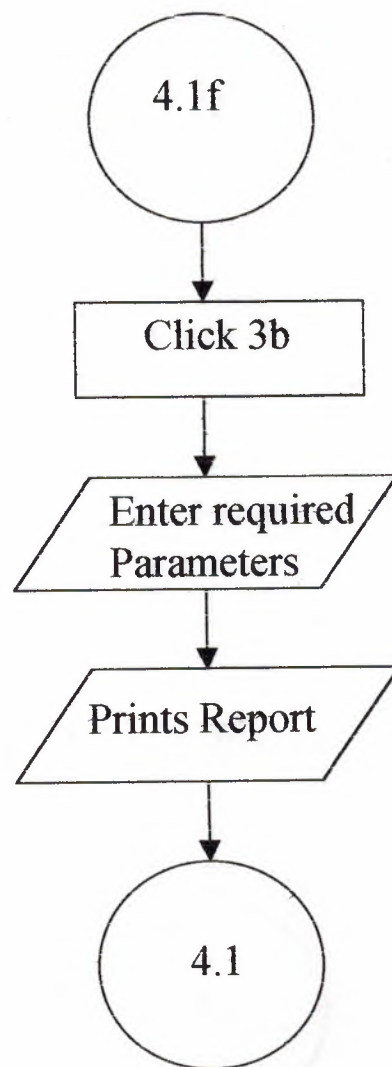 4.1f
Click 3b
Enter required
Parameters
Prints Report
4.1